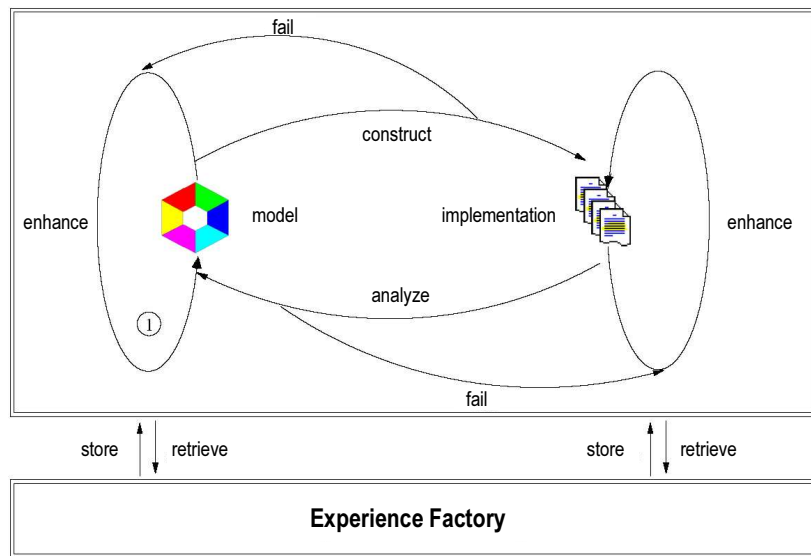 fail
construct
enhance
model
implementation
enhance
analyze
1
fail
store
retrieve
store
retrieve
Experience Factory